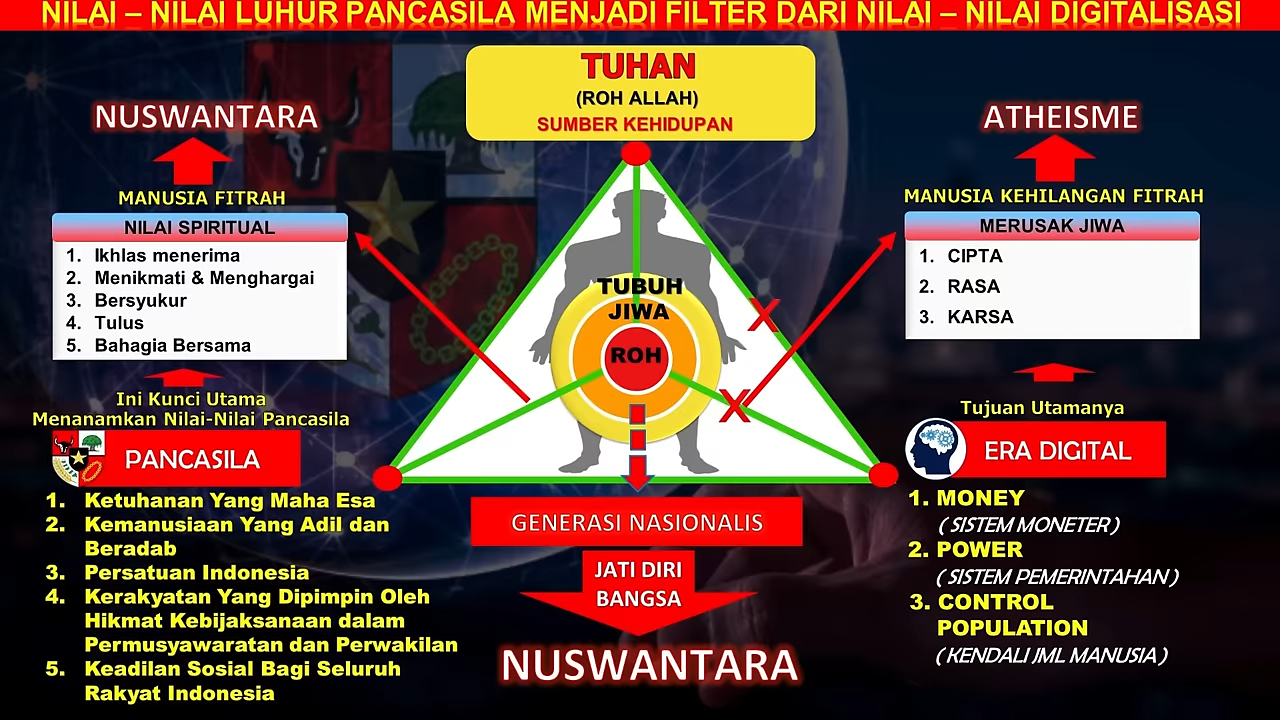 NILAI – NILAI LUHUR PANCASILA MENJADI FILTER DARI NILAI – NILAI DIGITALISASI
TUHAN
(ROH ALLAH)
SUMBER KEHIDUPAN
NUSWANTARA
MANUSIA FITRAH
NILAI SPIRITUAL
1. Ikhlas menerima
2. Menikmati & Menghargai
3. Bersyukur
4. Tulus
5. Bahagia Bersama
Ini Kunci Utama
Menanamkan Nilai-Nilai Pancasila
PANCASILA
1. Ketuhanan Yang Maha Esa
2. Kemanusiaan Yang Adil dan
Beradab
3. Persatuan Indonesia
4. Kerakyatan Yang Dipimpin Oleh
Hikmat Kebijaksanaan dalam
Permusyawaratan dan Perwakilan
5. Keadilan Sosial Bagi Seluruh
Rakyat Indonesia
TUBUH
JIWA
ROH
X
X
GENERASI NASIONALIS
JATI DIRI
BANGSA
NUSWANTARA
ATHEISME
MANUSIA KEHILANGAN FITRAH
MERUSAK JIWA
1. CIPTA
2. RASA
3. KARSA
Tujuan Utamanya
ERA DIGITAL
1. MONEY
( SISTEM MONETER )
2. POWER
( SISTEM PEMERINTAHAN )
3. CONTROL
POPULATION
( KENDALI JML MANUSIA )